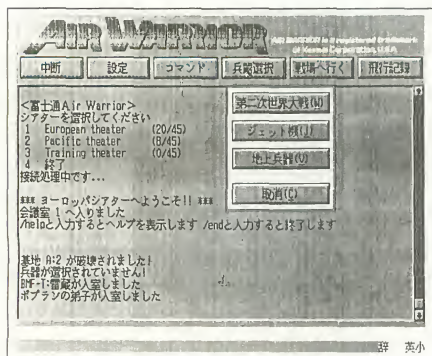 AIR WARRIOR
AIR WARRIOR is a registered trademark
of Kesmai Corporation, U.S.A.
中断 設定 コマンド 兵器選択 戦場へ行く 飛行記録
<富士通Air Warrior>
シアターを選択してください
1 European theater (20/45)
2 Pacific theater (8/45)
3 Training theater (0/45)
4 終了
接続処理中です...
第二次世界大戦(W)
ジェット機(J)
地上兵器(V)
取消(C)
*** ヨーロッパシアターへようこそ!! ***
会議室 1 へ入りました
/helpと入力するとヘルプを表示します /endと入力すると終了します
基地 A:2 が破壊されました!
兵器が選択されていません!
BMF-T:雷蔵が入室しました
ポプランの弟子が入室しました
辞 英小